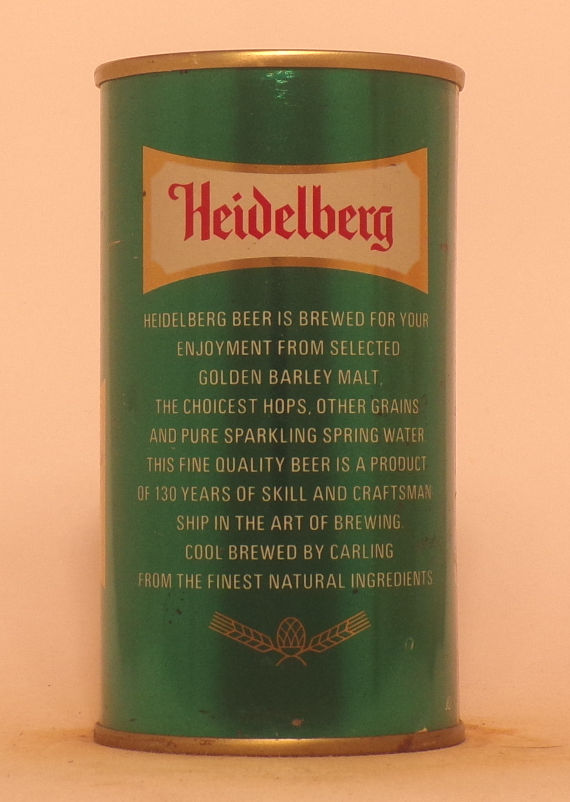 Heidelberg
HEIDELBERG BEER IS BREWED FOR YOUR
ENJOYMENT FROM SELECTED
GOLDEN BARLEY MALT,
THE CHOICEST HOPS, OTHER GRAINS
AND PURE SPARKLING SPRING WATER
THIS FINE QUALITY BEER IS A PRODUCT
OF 130 YEARS OF SKILL AND CRAFTSMAN
SHIP IN THE ART OF BREWING.
COOL BREWED BY CARLING
FROM THE FINEST NATURAL INGREDIENTS